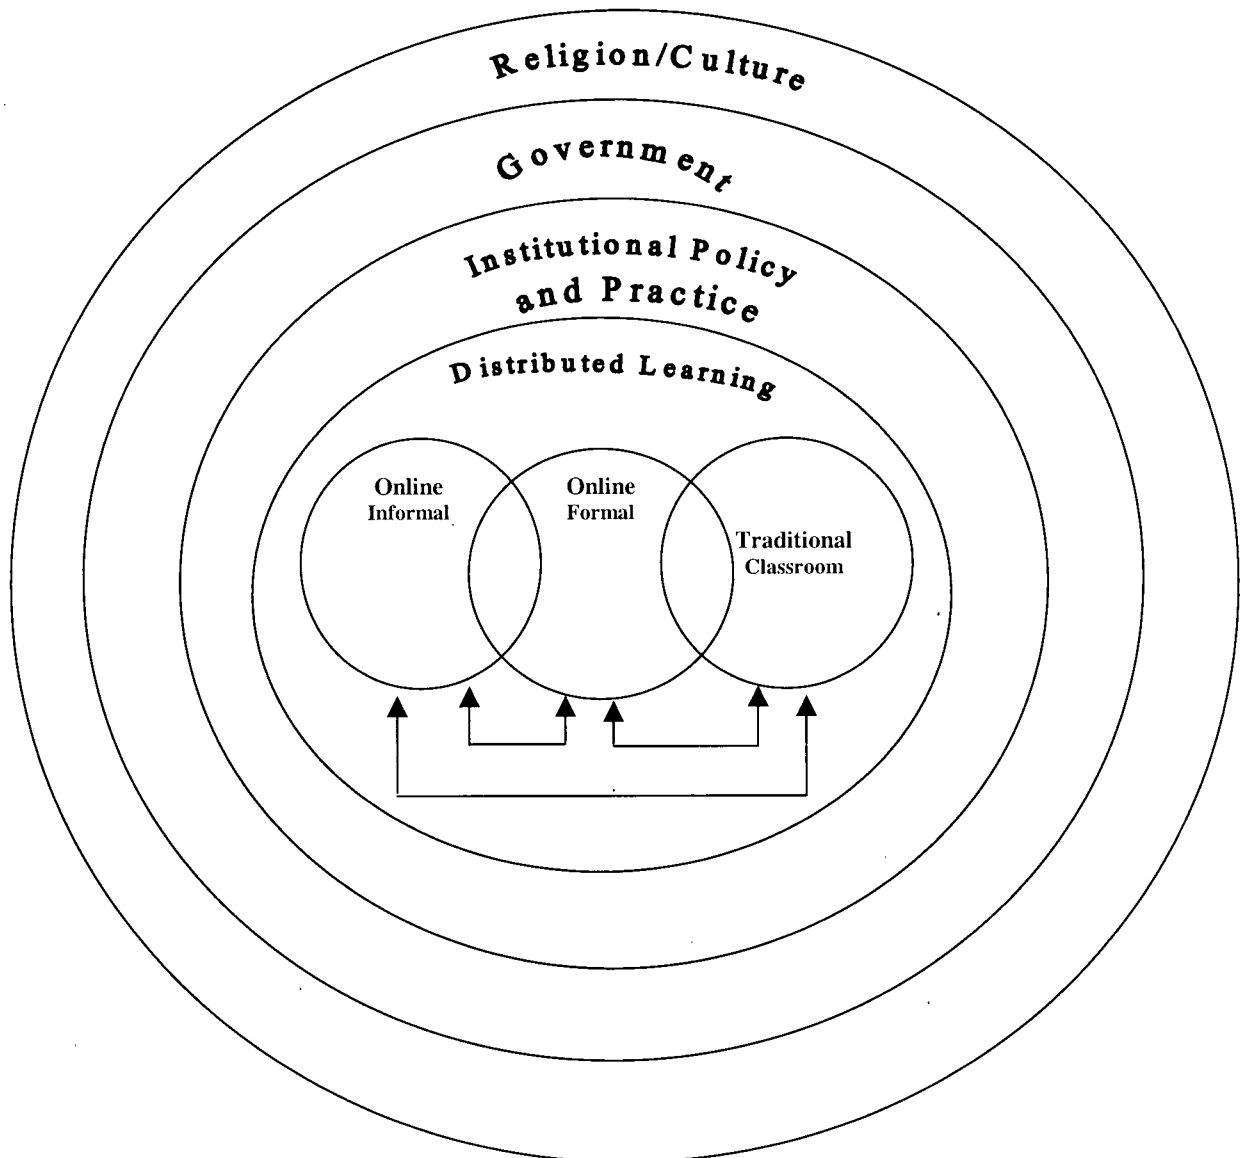 Religion/Culture
Government
Institutional Policy
and Practice
Distributed Learning
Online
Informal
Online
Formal
Traditional
Classroom